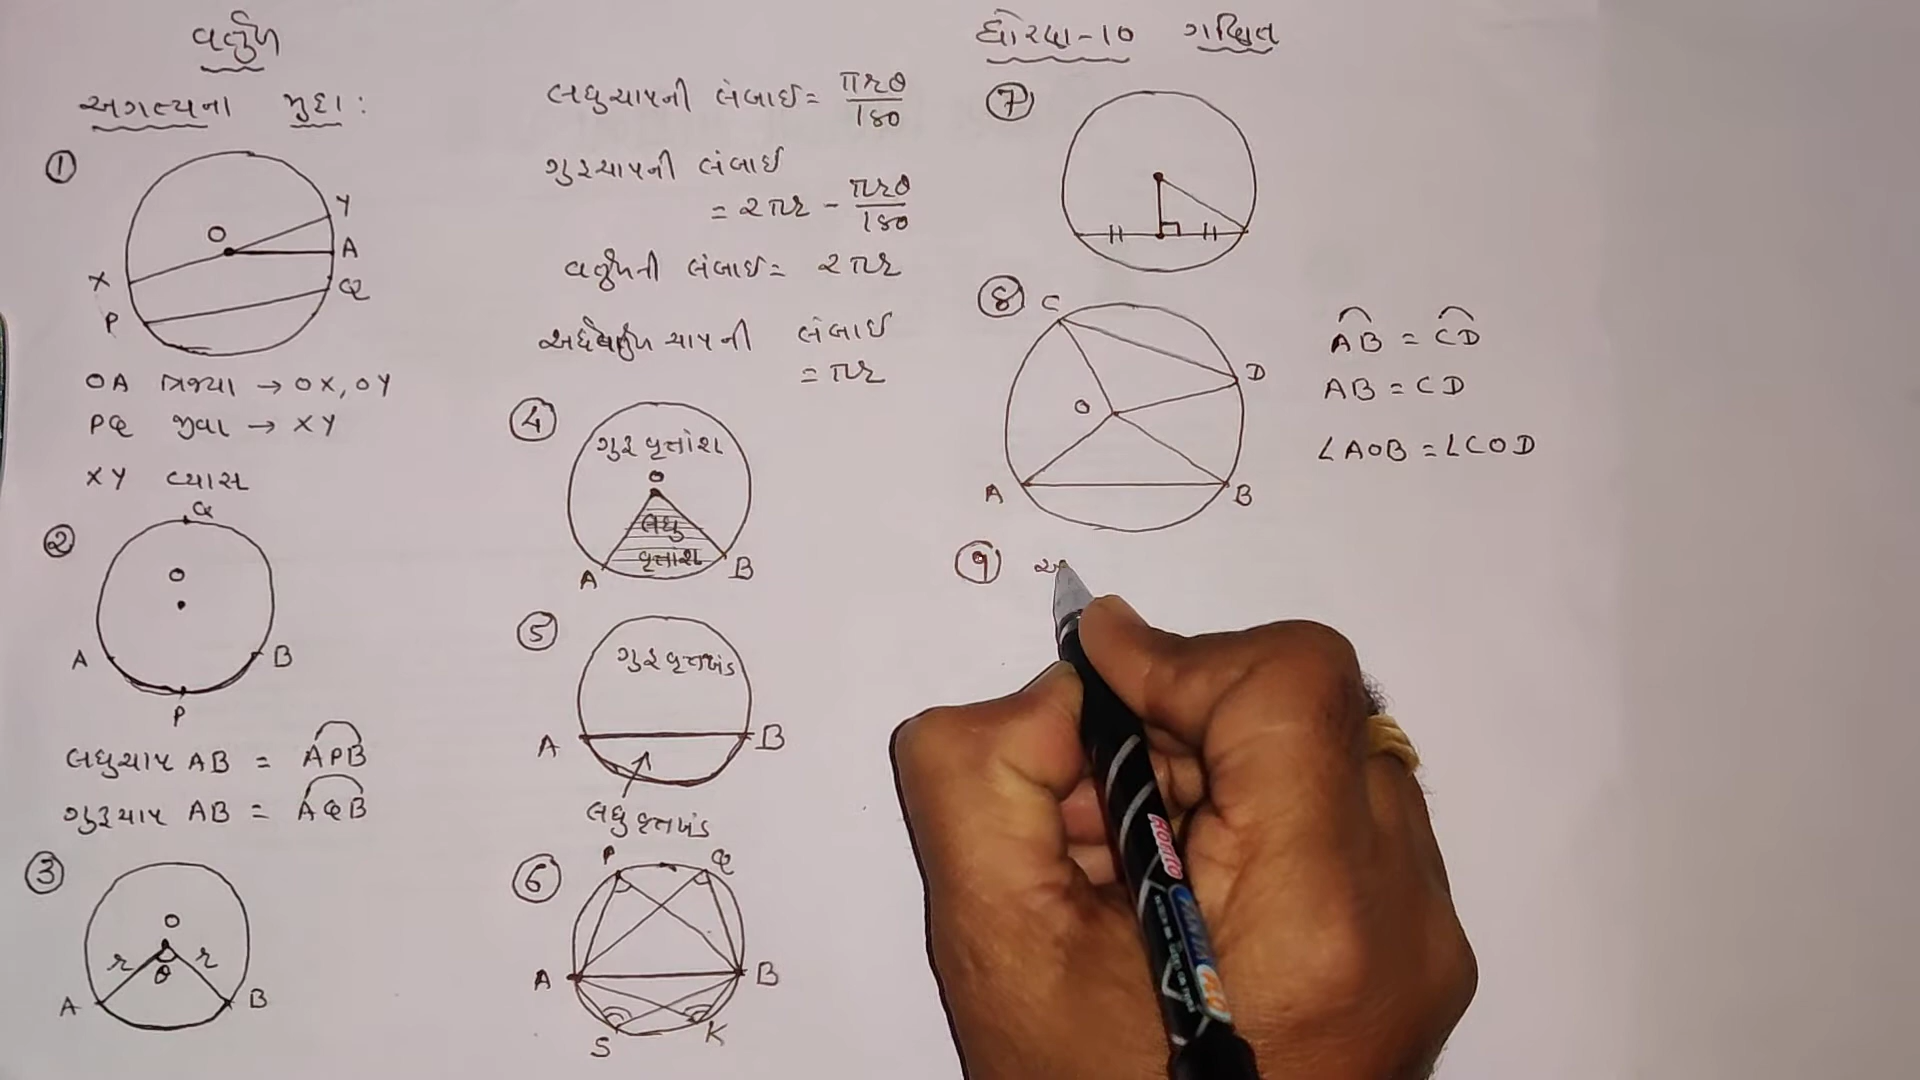 વર્તુળ
અગત્યના મુદ્દા :
①
O
Y
A
X
Q
P
OA ત્રિજ્યા → OX, OY
PQ જીવા → XY
XY વ્યાસ
②
Q
O
A
B
P
લઘુચાપ AB = APB
ગુરુચાપ AB = AQB
③
O
r
r
θ
A
B
લઘુચાપની લંબાઈ = πrθ/180
ગુરુચાપની લંબાઈ
= 2πr - πrθ/180
વર્તુળની લંબાઈ = 2πr
અર્ધવર્તુળ ચાપની લંબાઈ
= πr
④
ગુરુ વૃત્તાંશ
O
લઘુ
વૃત્તાંશ
A
B
⑤
ગુરુવૃત્તખંડ
A
B
લઘુવૃત્તખંડ
⑥
P
Q
A
B
S
K
ધોરણ-10 ગણિત
⑦
⑧
C
D
O
A
B
AB = CD
AB = CD
∠AOB = ∠COD
⑨ અ